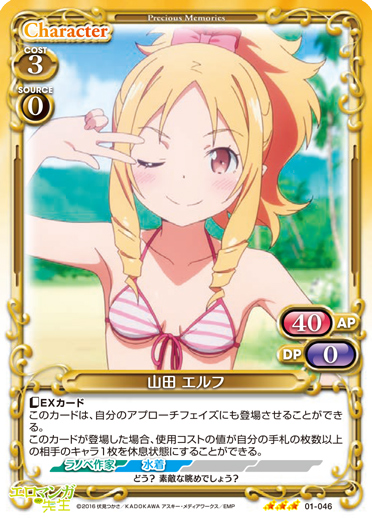 Precious Memories
Character
COST
3
SOURCE
0
40 AP
DP 0
山田 エルフ
EXカード
このカードは、自分のアプローチフェイズにも登場させることができ
る。
このカードが登場した場合、使用コストの値が自分の手札の枚数以上
の相手のキャラ1枚を休息状態にすることができる。
ラノベ作家 水着
どう? 素敵な眺めでしょう?
エロマンガ
先生
©2016 伏見つかさ/KADOKAWA アスキー・メディアワークス/EMP
01-046